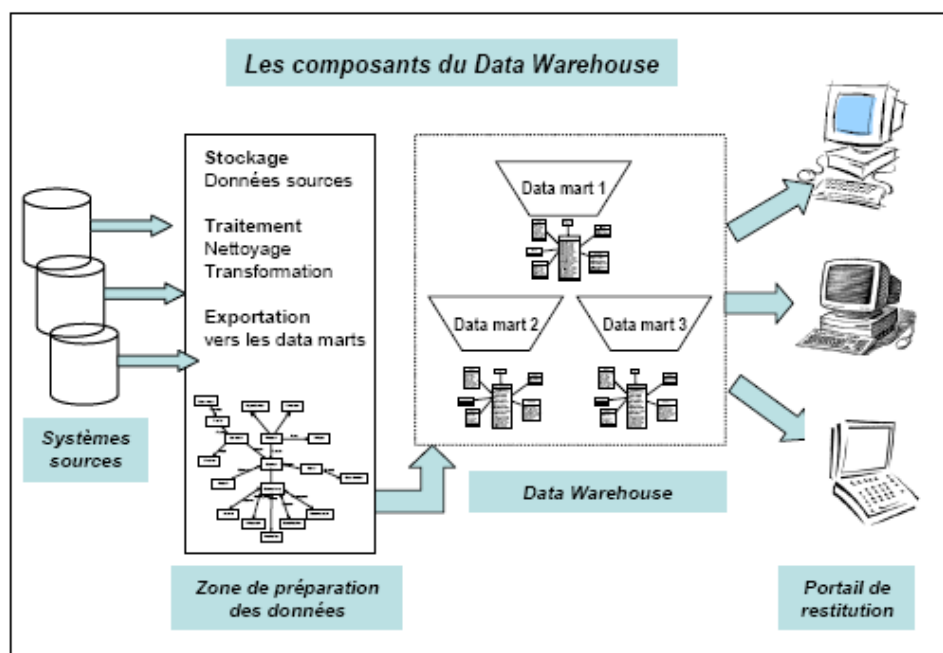 Les composants du Data Warehouse
Stockage
Données sources
Traitement
Nettoyage
Transformation
Exportation
vers les data marts
Data mart 1
Data mart 2
Data mart 3
Systèmes
sources
Zone de préparation
des données
Data Warehouse
Portail de
restitution